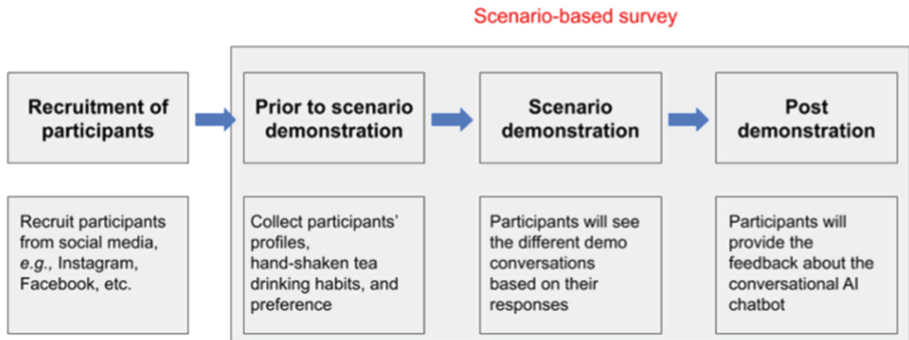 Scenario-based survey
Recruitment of
participants
Prior to scenario
demonstration
Scenario
demonstration
Post
demonstration
Recruit participants
from social media,
e.g., Instagram,
Facebook, etc.
Collect participants'
profiles,
hand-shaken tea
drinking habits, and
preference
Participants will see
the different demo
conversations
based on their
responses
Participants will
provide the
feedback about the
conversational AI
chatbot